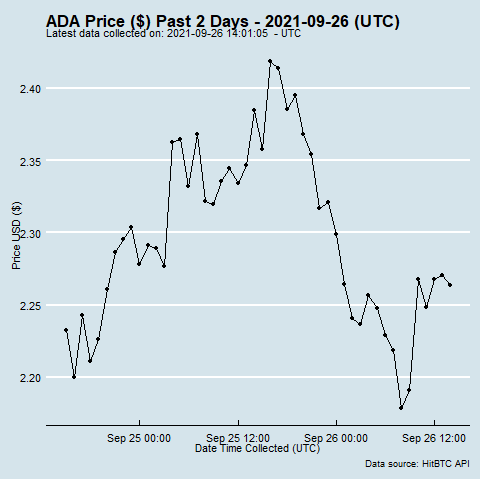 ADA Price ($) Past 2 Days - 2021-09-26 (UTC)
Latest data collected on: 2021-09-26 14:01:05  - UTC
2.40
2.35
2.30
2.25
2.20
Price USD ($)
Sep 25 00:00
Sep 25 12:00
Sep 26 00:00
Sep 26 12:00
Date Time Collected (UTC)
Data source: HitBTC API